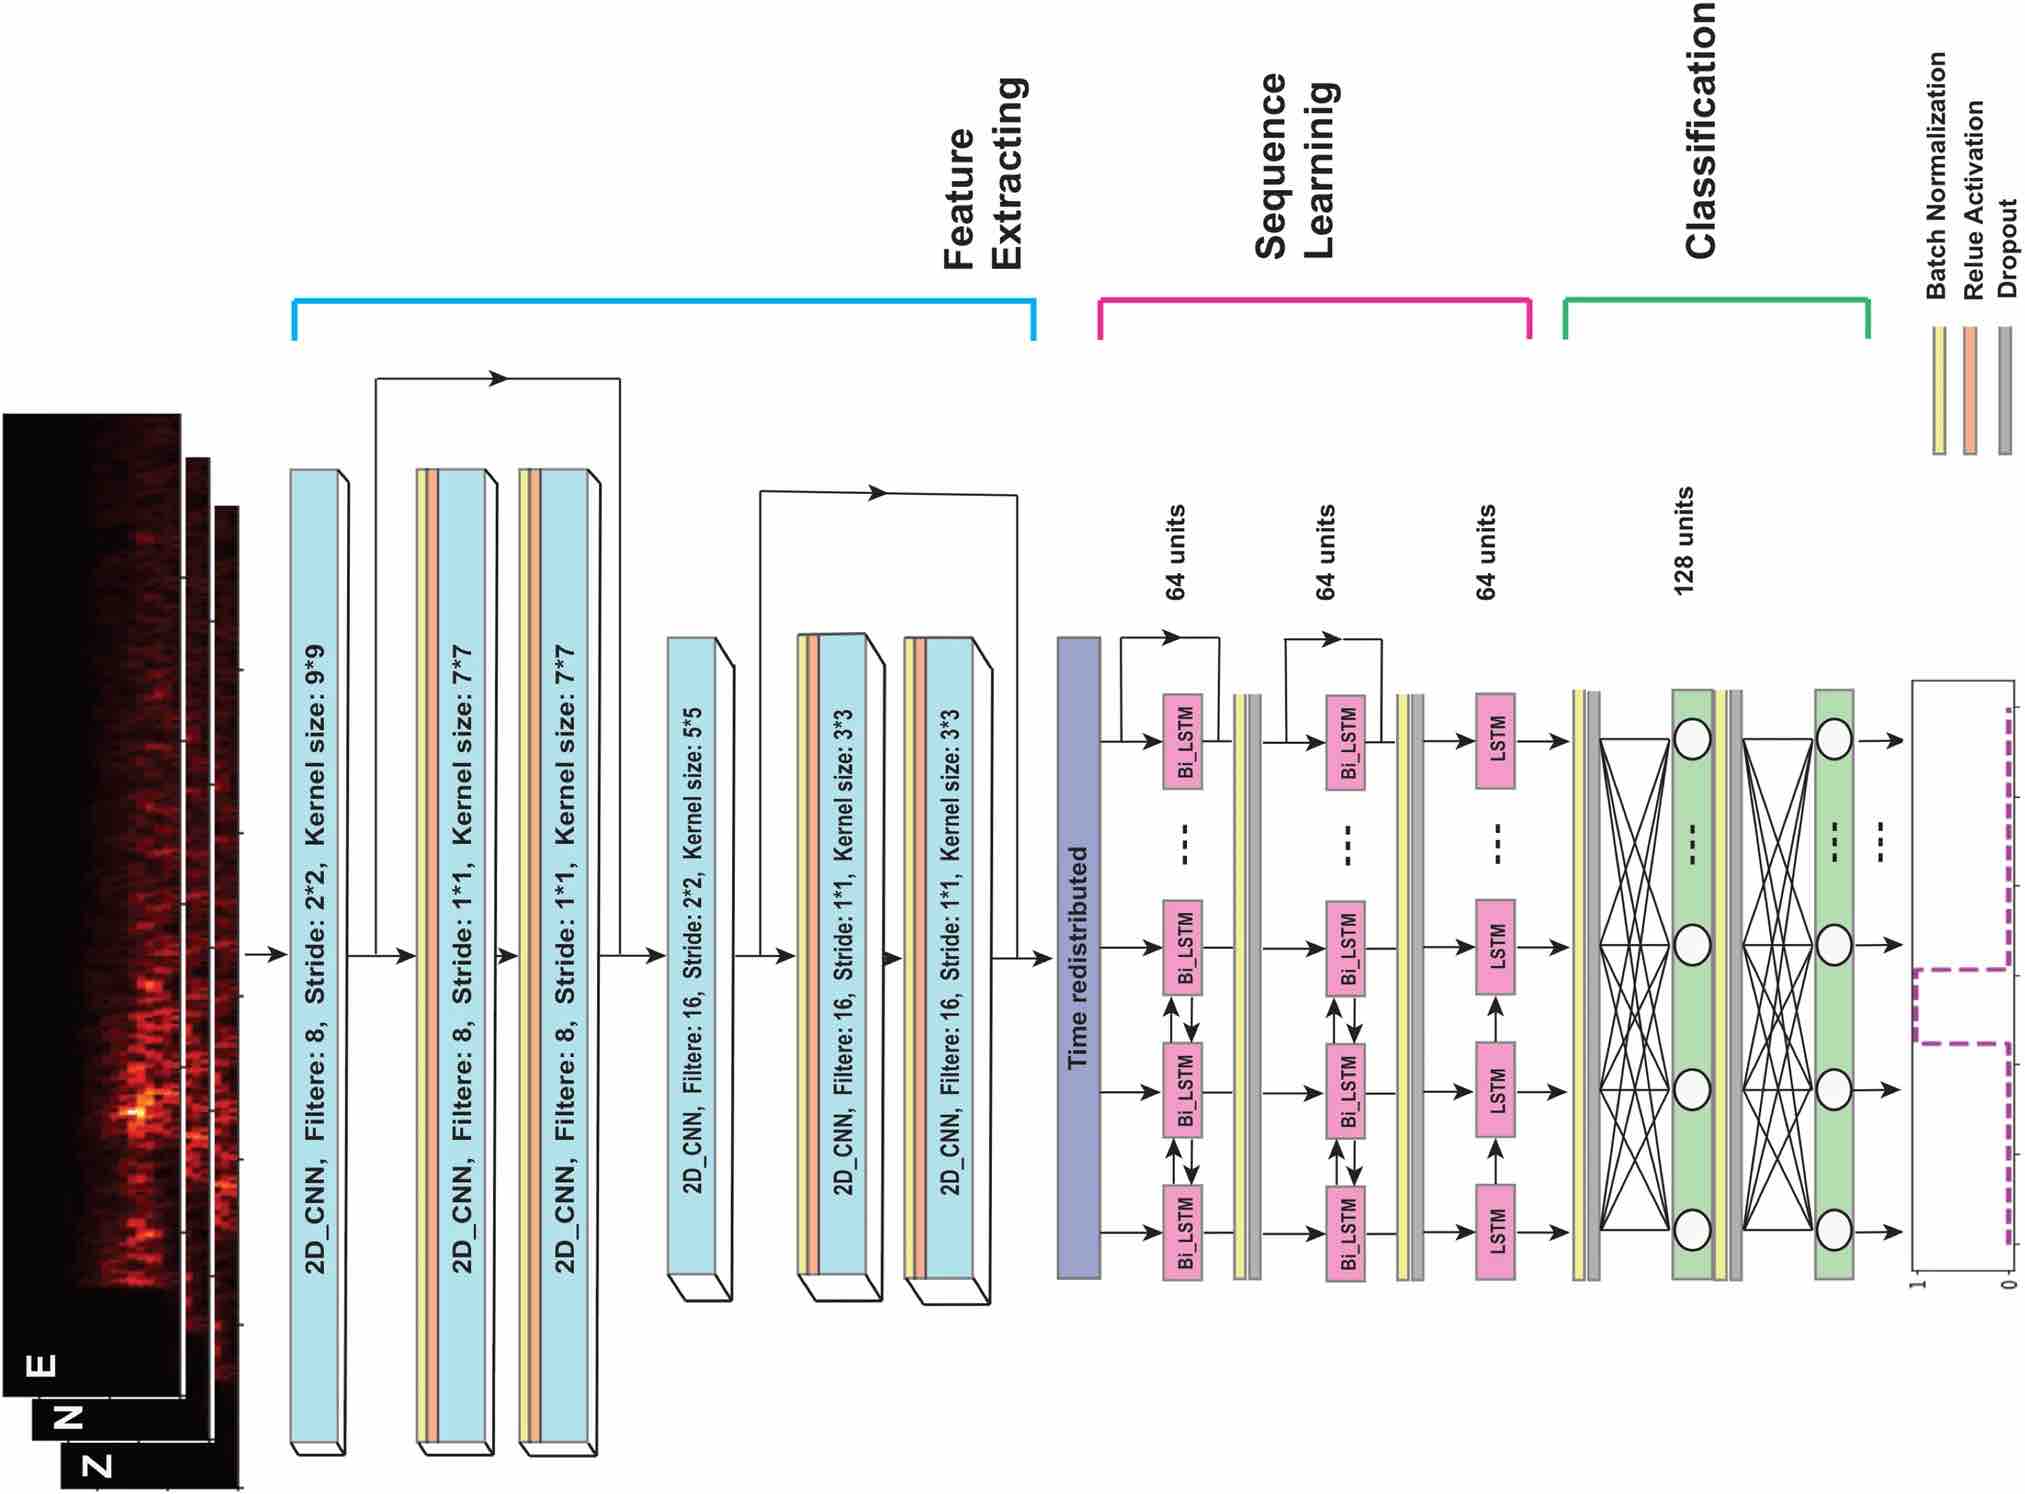 E
N
Z
2D_CNN, Filtere: 8, Stride: 2*2, Kernel size: 9*9
2D_CNN, Filtere: 8, Stride: 1*1, Kernel size: 7*7
2D_CNN, Filtere: 8, Stride: 1*1, Kernel size: 7*7
2D_CNN, Filtere: 16, Stride: 2*2, Kernel size: 5*5
2D_CNN, Filtere: 16, Stride: 1*1, Kernel size: 3*3
2D_CNN, Filtere: 16, Stride: 1*1, Kernel size: 3*3
Feature
Extracting
Time redistributed
Bi_LSTM Bi_LSTM Bi_LSTM --- Bi_LSTM
64 units
Bi_LSTM Bi_LSTM Bi_LSTM --- Bi_LSTM
64 units
LSTM LSTM LSTM --- LSTM
64 units
Sequence
Learninig
128 units
Classification
1
0
Batch Normalization
Relue Activation
Dropout